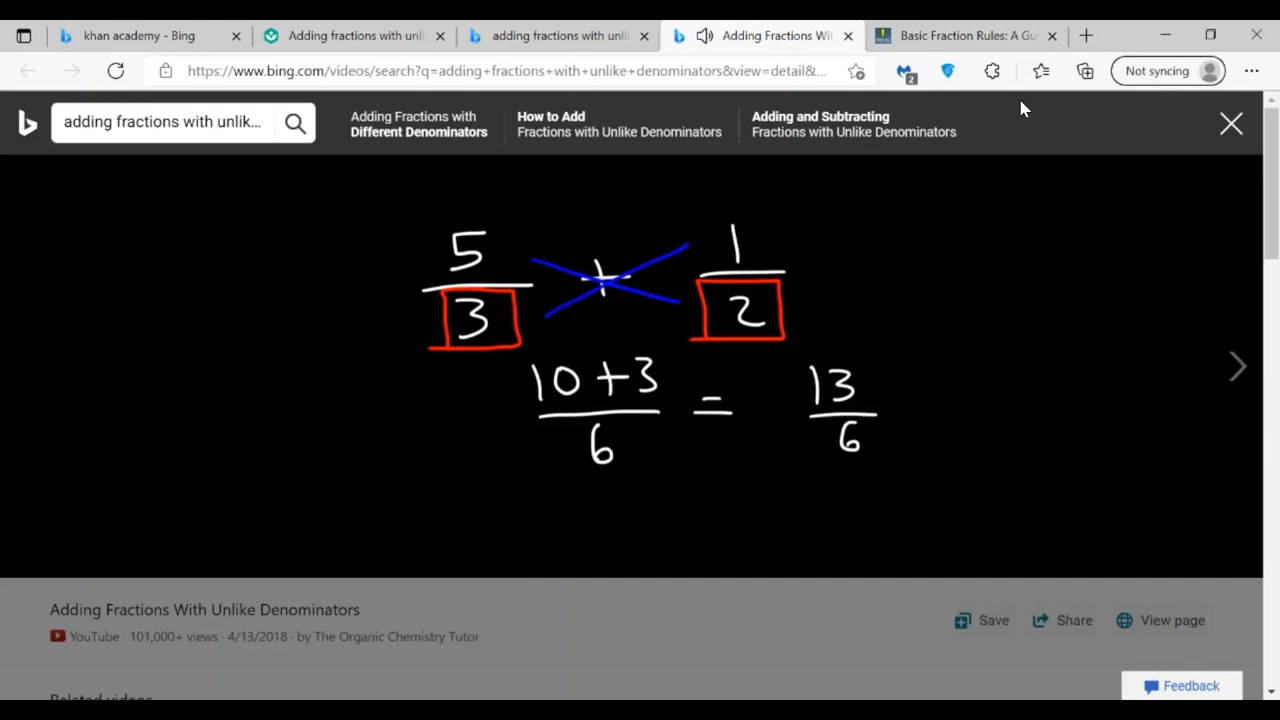 khan academy - Bing
Adding fractions with unli
adding fractions with unli
Adding Fractions Wit
Basic Fraction Rules: A Gu
https://www.bing.com/videos/search?q=adding+fractions+with+unlike+denominators&view=detail&...
2
Not syncing
adding fractions with unlik...
Adding Fractions with
Different Denominators
How to Add
Fractions with Unlike Denominators
Adding and Subtracting
Fractions with Unlike Denominators
5 + 1
3 2
10 + 3 = 13
6 6
Adding Fractions With Unlike Denominators
YouTube · 101,000+ views · 4/13/2018 · by The Organic Chemistry Tutor
Save
Share
View page
Related videos
Feedback